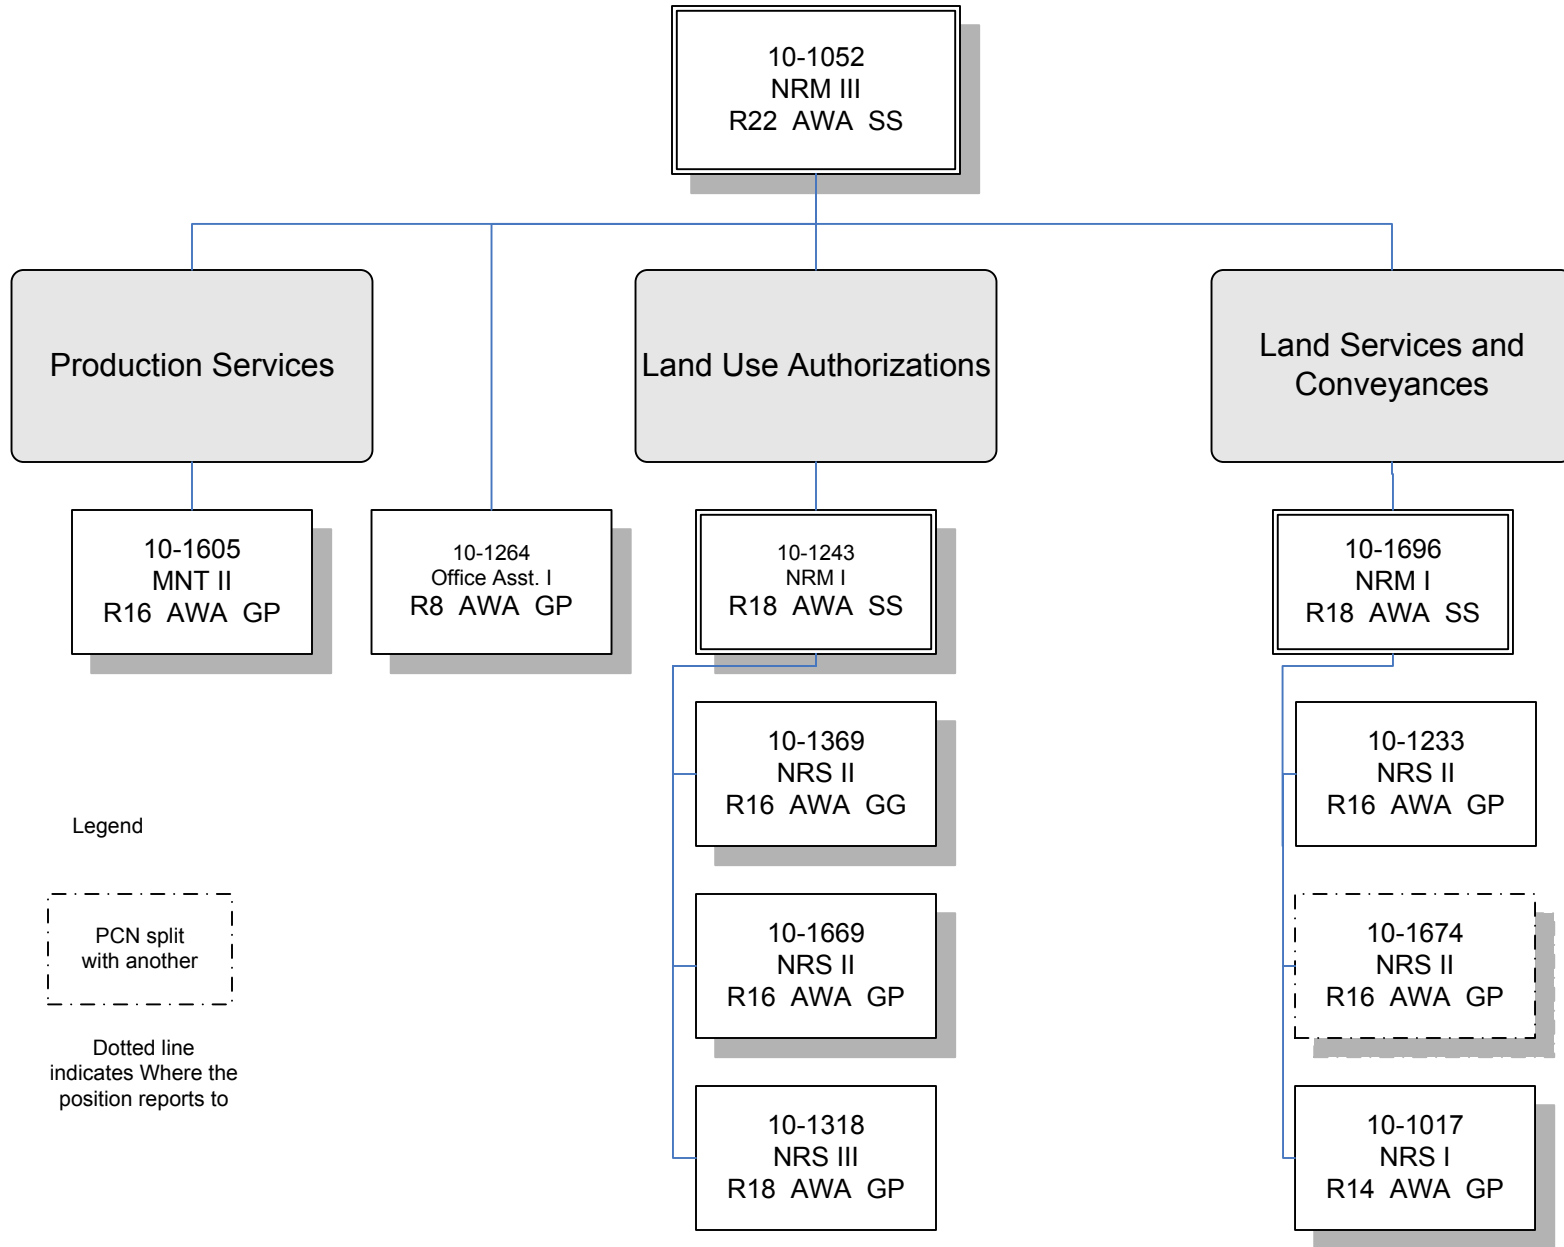 10-1052
NRM III
R22 AWA SS
Production Services
Land Use Authorizations
Land Services and
Conveyances
10-1605
MNT II
R16 AWA GP
10-1264
Office Asst. I
R8 AWA GP
10-1243
NRM I
R18 AWA SS
10-1696
NRM I
R18 AWA SS
10-1369
NRS II
R16 AWA GG
10-1233
NRS II
R16 AWA GP
Legend
PCN split
with another
Dotted line
indicates Where the
position reports to
10-1669
NRS II
R16 AWA GP
10-1674
NRS II
R16 AWA GP
10-1318
NRS III
R18 AWA GP
10-1017
NRS I
R14 AWA GP